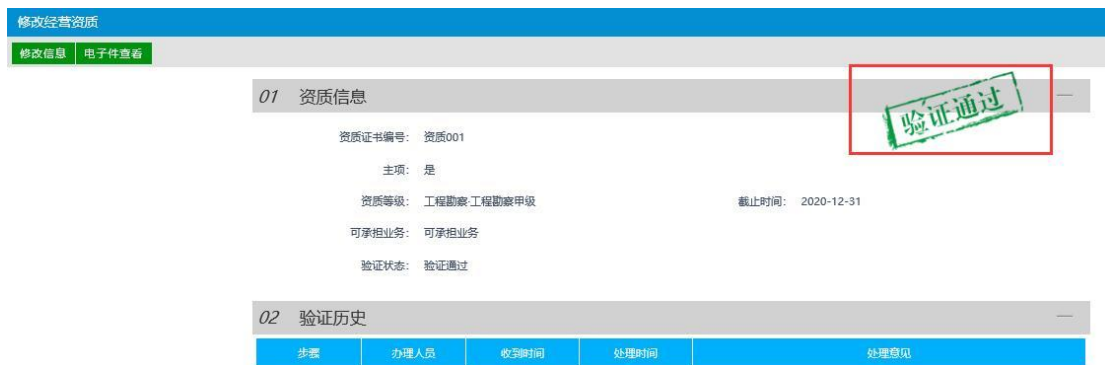 修改经营资质
修改信息 电子件查看
01 资质信息
验证通过
资质证书编号: 资质001
主项: 是
资质等级: 工程勘察·工程勘察甲级 截止时间: 2020-12-31
可承担业务: 可承担业务
验证状态: 验证通过
02 验证历史
步骤 办理人员 收到时间 处理时间 处理意见